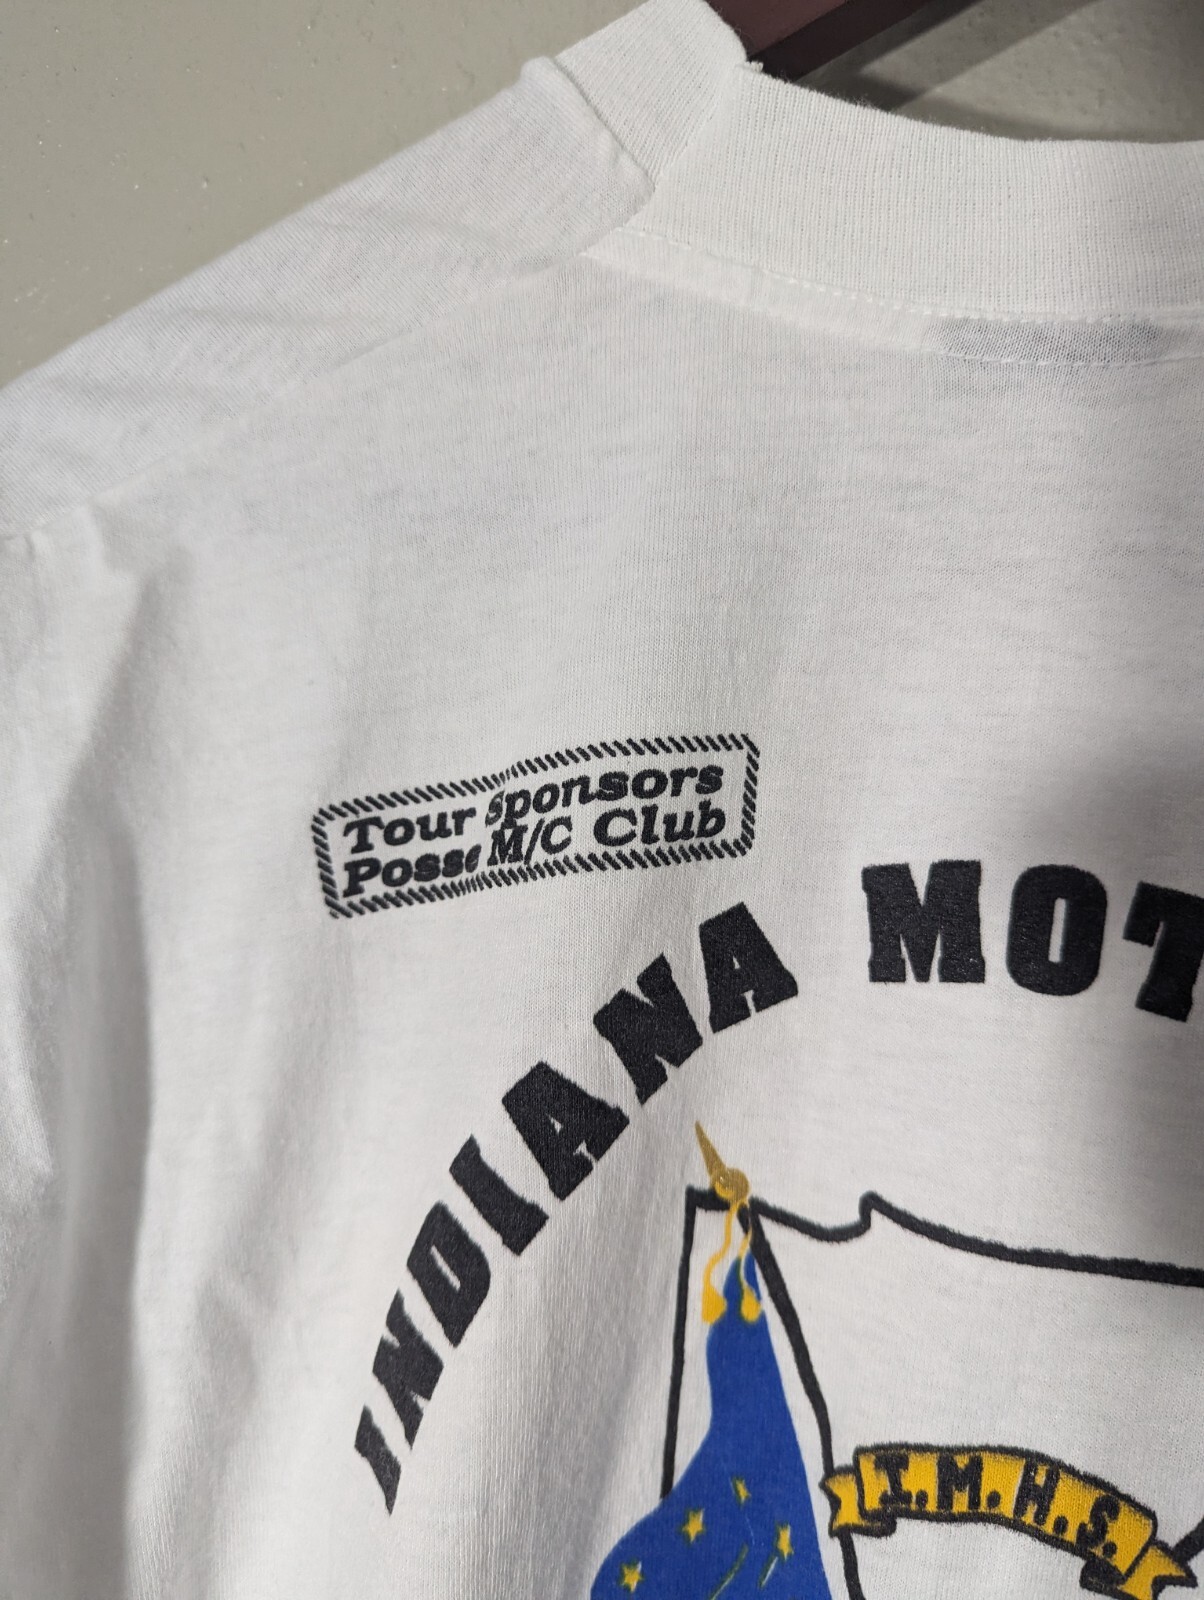 Tour Sponsors
Posse M/C Club
INDIANA MOT
I.M.H.S.